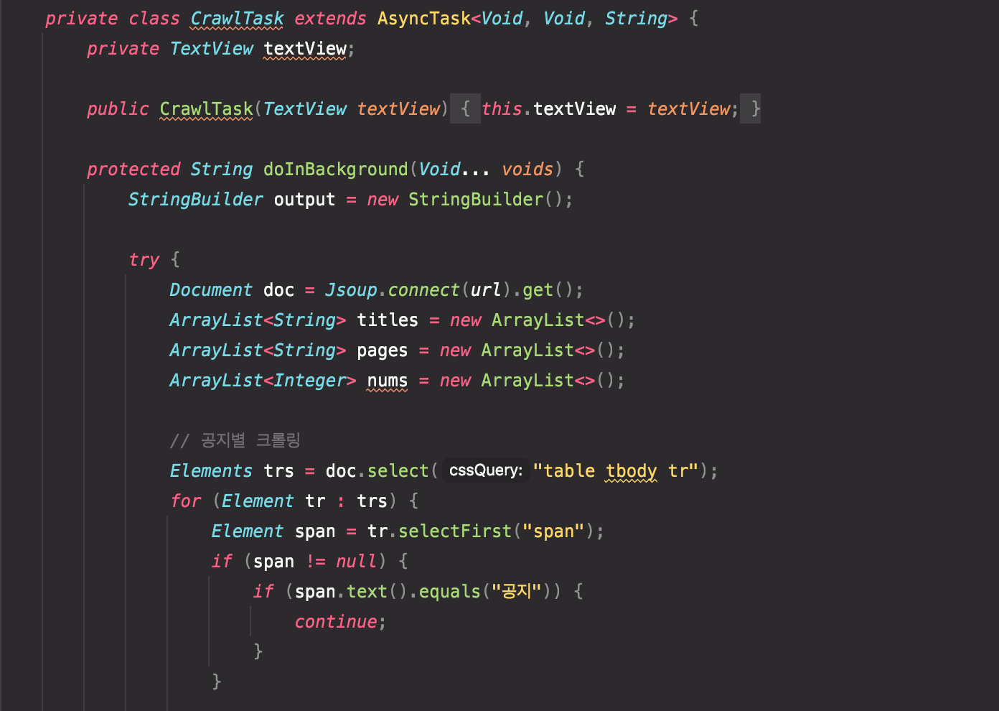 private class CrawlTask extends AsyncTask<Void, Void, String> {
private TextView textView;
public CrawlTask(TextView textView) { this.textView = textView; }
protected String doInBackground(Void... voids) {
StringBuilder output = new StringBuilder();
try {
Document doc = Jsoup.connect(url).get();
ArrayList<String> titles = new ArrayList<>();
ArrayList<String> pages = new ArrayList<>();
ArrayList<Integer> nums = new ArrayList<>();
// 공지별 크롤링
Elements trs = doc.select( cssQuery: "table tbody tr");
for (Element tr : trs) {
Element span = tr.selectFirst("span");
if (span != null) {
if (span.text().equals("공지")) {
continue;
}
}